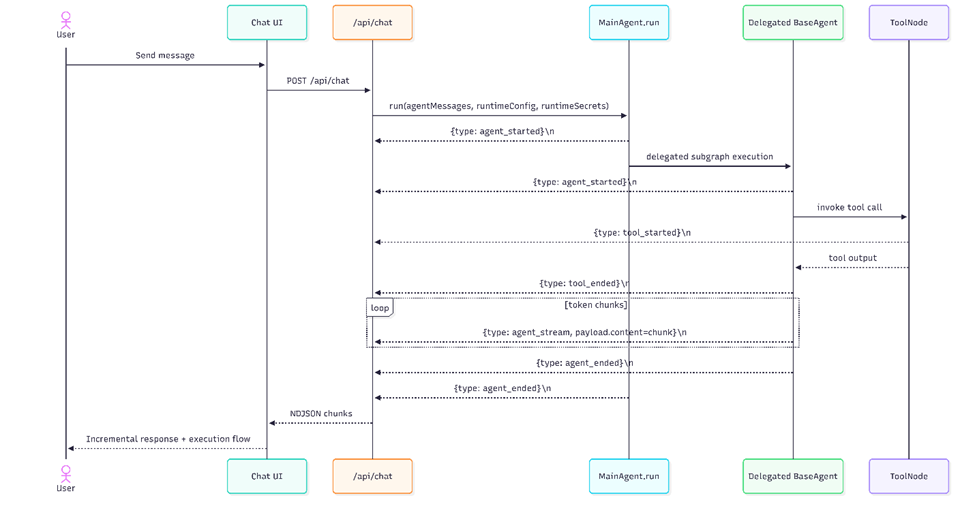 User
Chat UI
/api/chat
MainAgent.run
Delegated BaseAgent
ToolNode
Send message
POST /api/chat
run(agentMessages, runtimeConfig, runtimeSecrets)
{type: agent_started}\n
delegated subgraph execution
{type: agent_started}\n
invoke tool call
{type: tool_started}\n
tool output
{type: tool_ended}\n
loop
[token chunks]
{type: agent_stream, payload.content=chunk}\n
{type: agent_ended}\n
{type: agent_ended}\n
NDJSON chunks
Incremental response + execution flow
User
Chat UI
/api/chat
MainAgent.run
Delegated BaseAgent
ToolNode